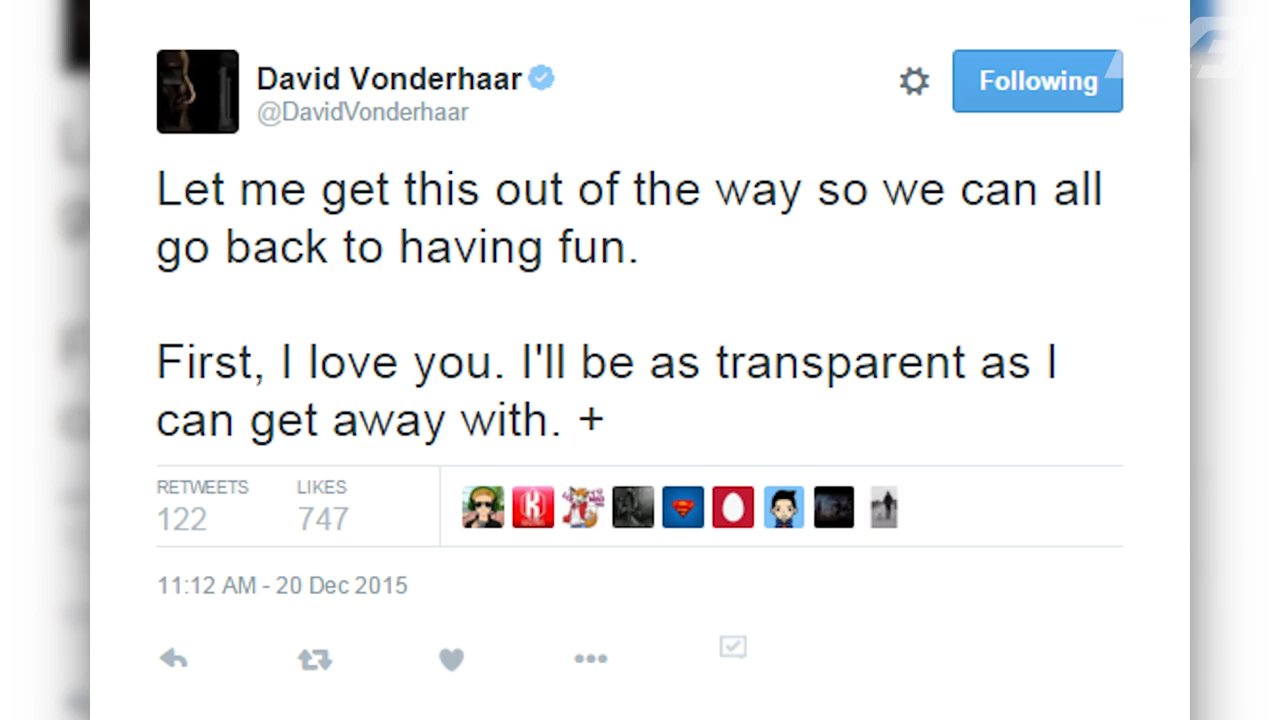 David Vonderhaar
@DavidVonderhaar
Following
Let me get this out of the way so we can all
go back to having fun.
First, I love you. I'll be as transparent as I
can get away with. +
RETWEETS LIKES
122 747
11:12 AM - 20 Dec 2015